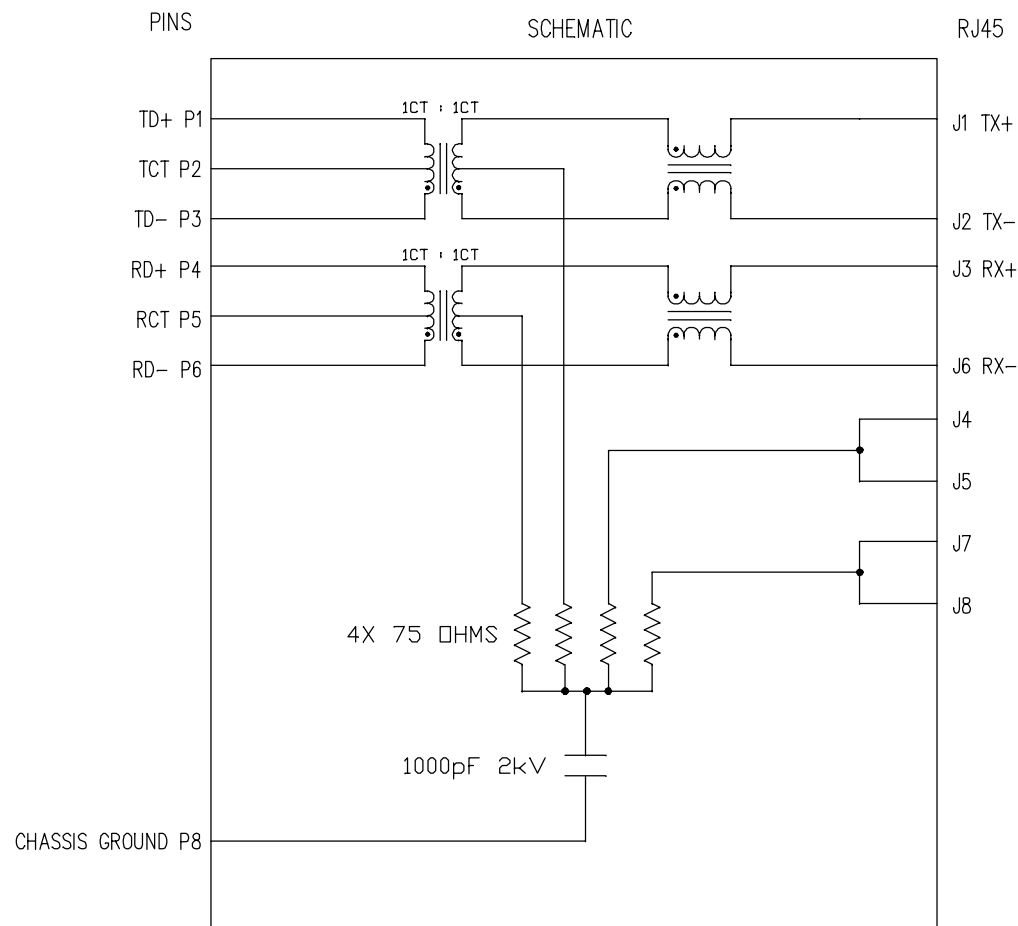 PINS
SCHEMATIC
RJ45
1CT : 1CT
TD+ P1
J1 TX+
TCT P2
TD- P3
J2 TX-
1CT : 1CT
RD+ P4
J3 RX+
RCT P5
RD- P6
J6 RX-
J4
J5
J7
J8
4X 75 OHMS
1000pF 2kV
CHASSIS GROUND P8